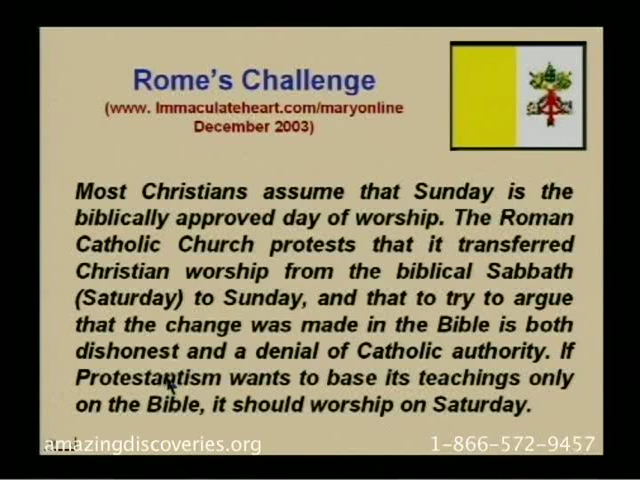 Rome's Challenge
(www. Immaculateheart.com/maryonline
December 2003)
Most Christians assume that Sunday is the
biblically approved day of worship. The Roman
Catholic Church protests that it transferred
Christian worship from the biblical Sabbath
(Saturday) to Sunday, and that to try to argue
that the change was made in the Bible is both
dishonest and a denial of Catholic authority. If
Protestantism wants to base its teachings only
on the Bible, it should worship on Saturday.
amazingdiscoveries.org
1-866-572-9457